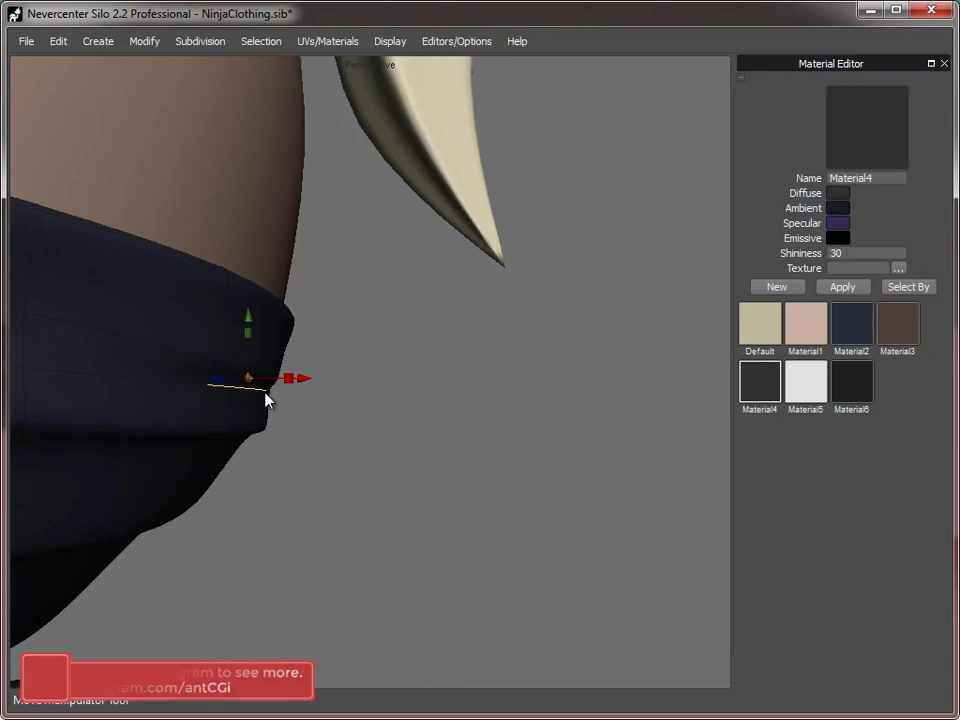 Nevercenter Silo 2.2 Professional - NinjaClothing.sib*
File Edit Create Modify Subdivision Selection UVs/Materials Display Editors/Options Help
Material Editor
Name Material4
Diffuse
Ambient
Specular
Emissive
Shininess 30
Texture ...
New Apply Select By
Default Material1 Material2 Material3
Material4 Material5 Material6
to see more.
.com/antCGi
Tool